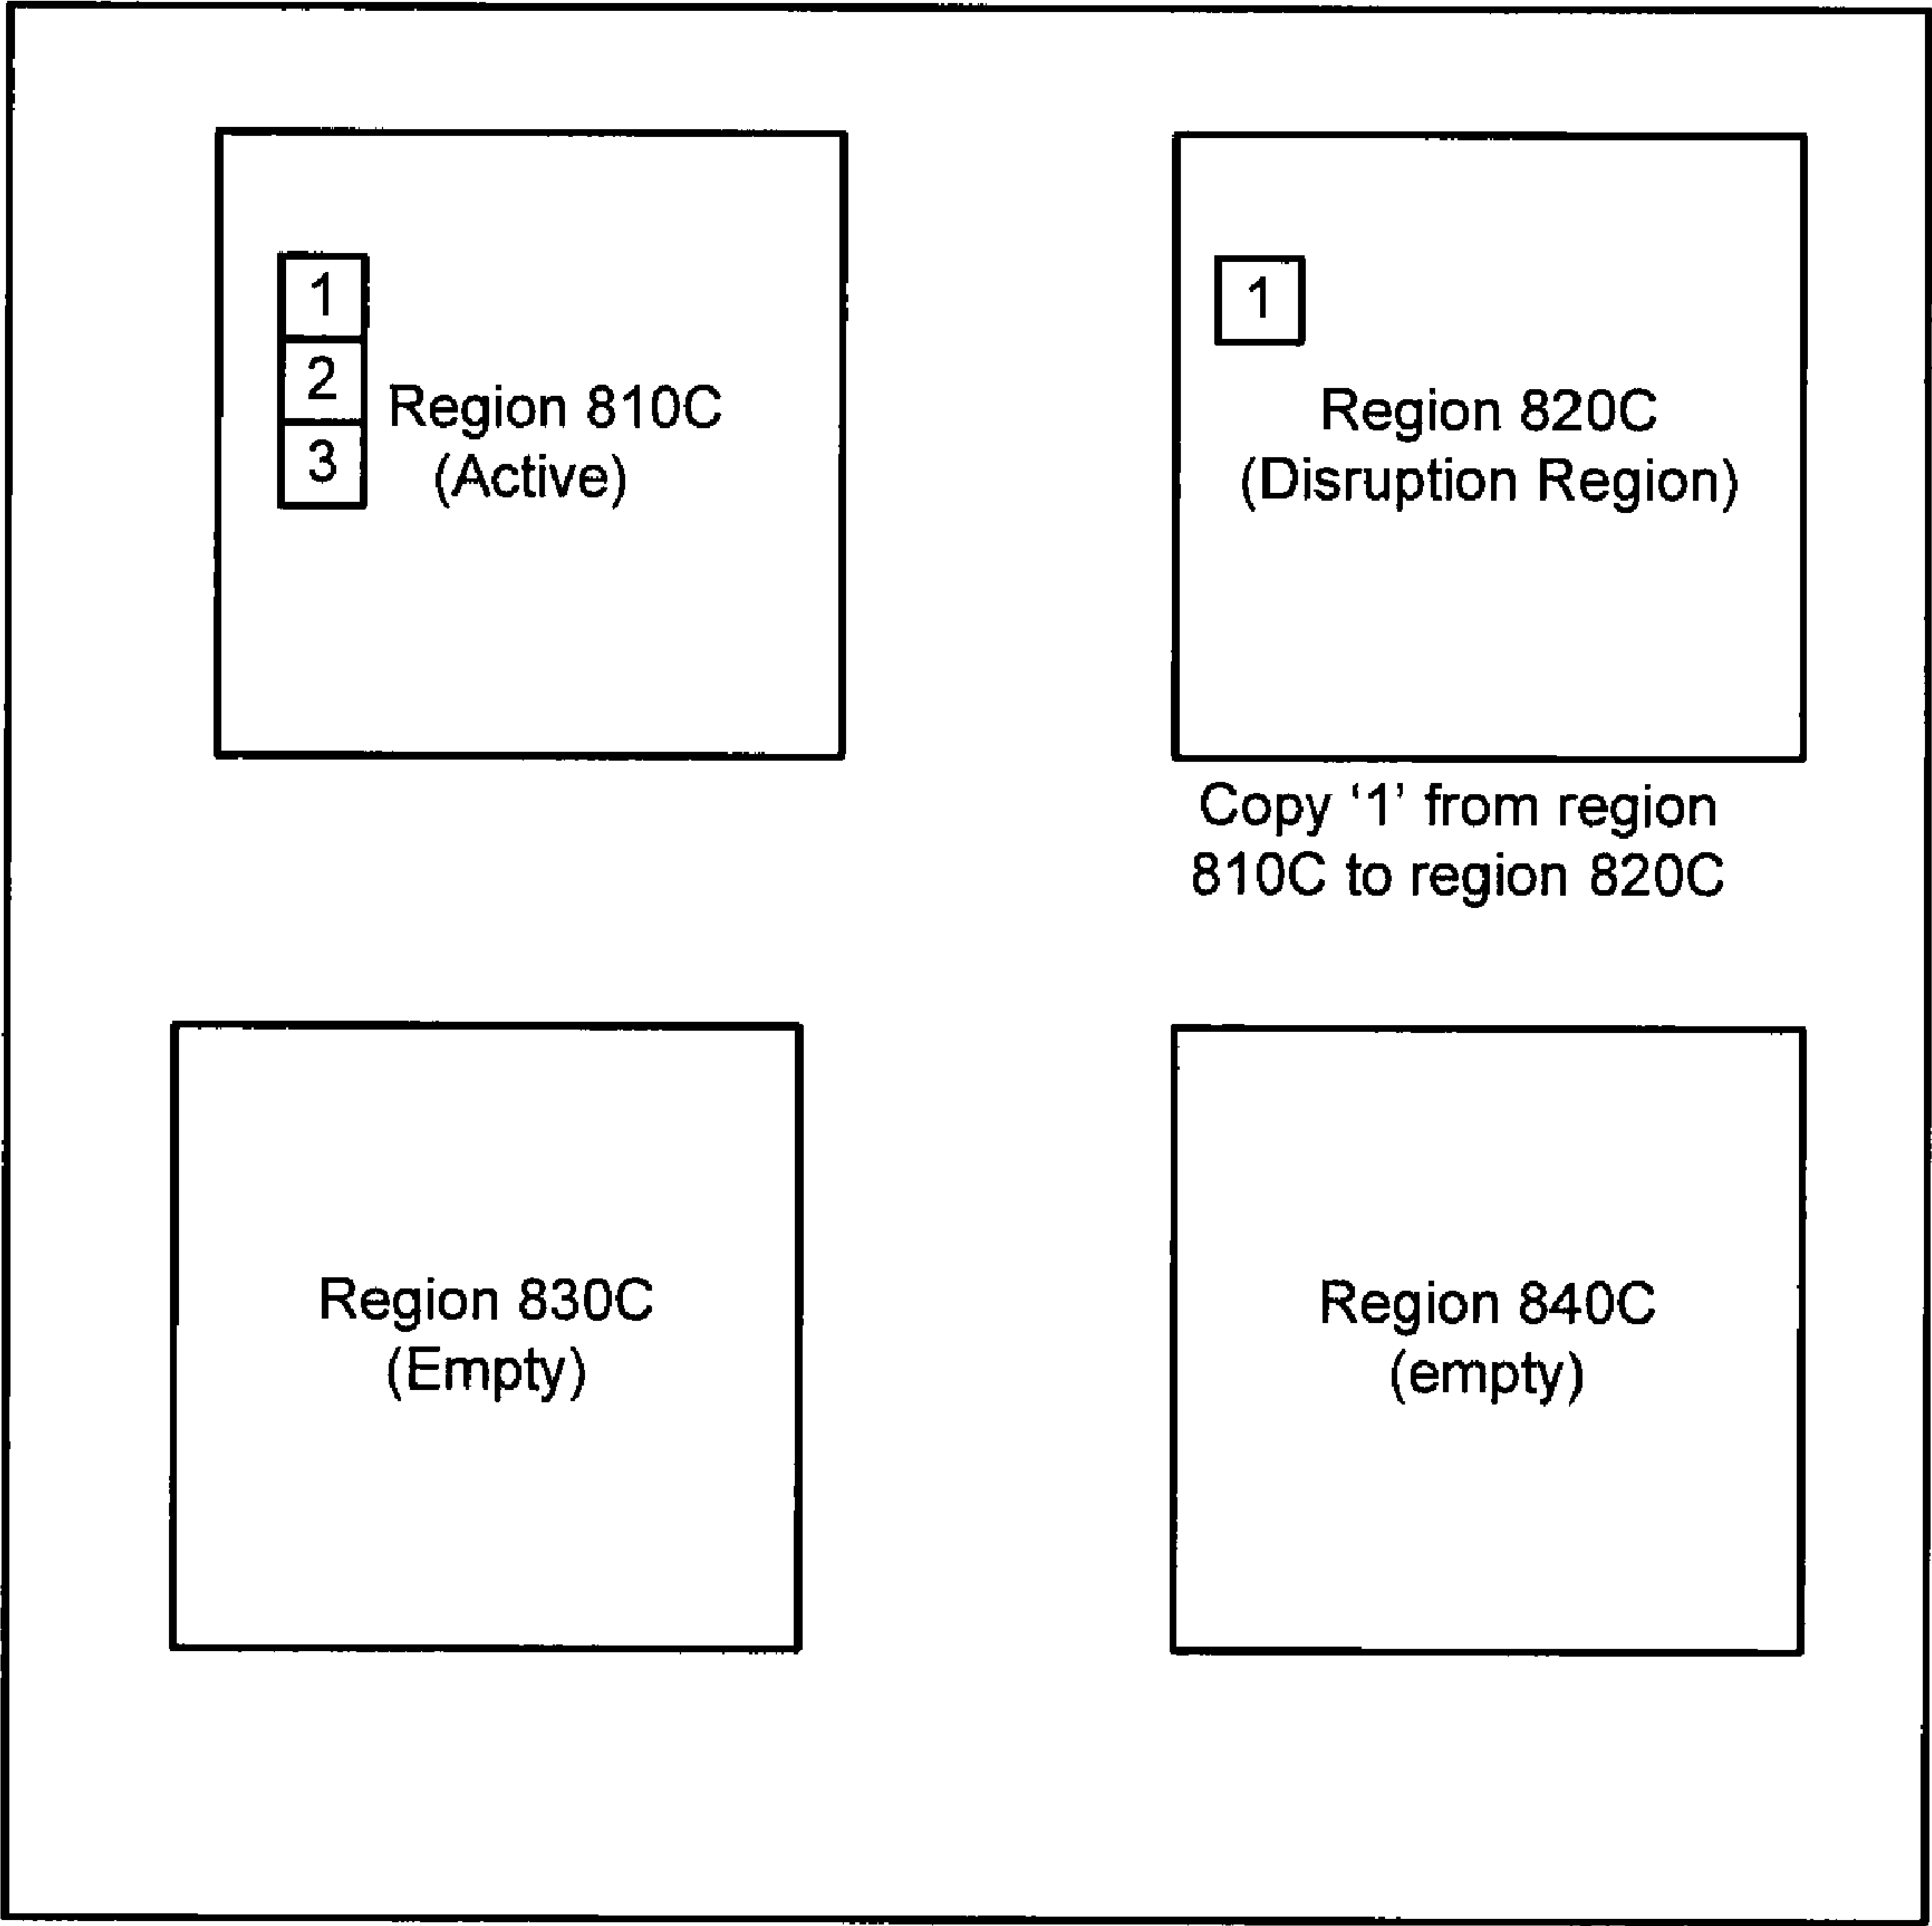 1
2
3
Region 810C
(Active)
1
Region 820C
(Disruption Region)
Copy ‘1’ from region
810C to region 820C
Region 830C
(Empty)
Region 840C
(empty)